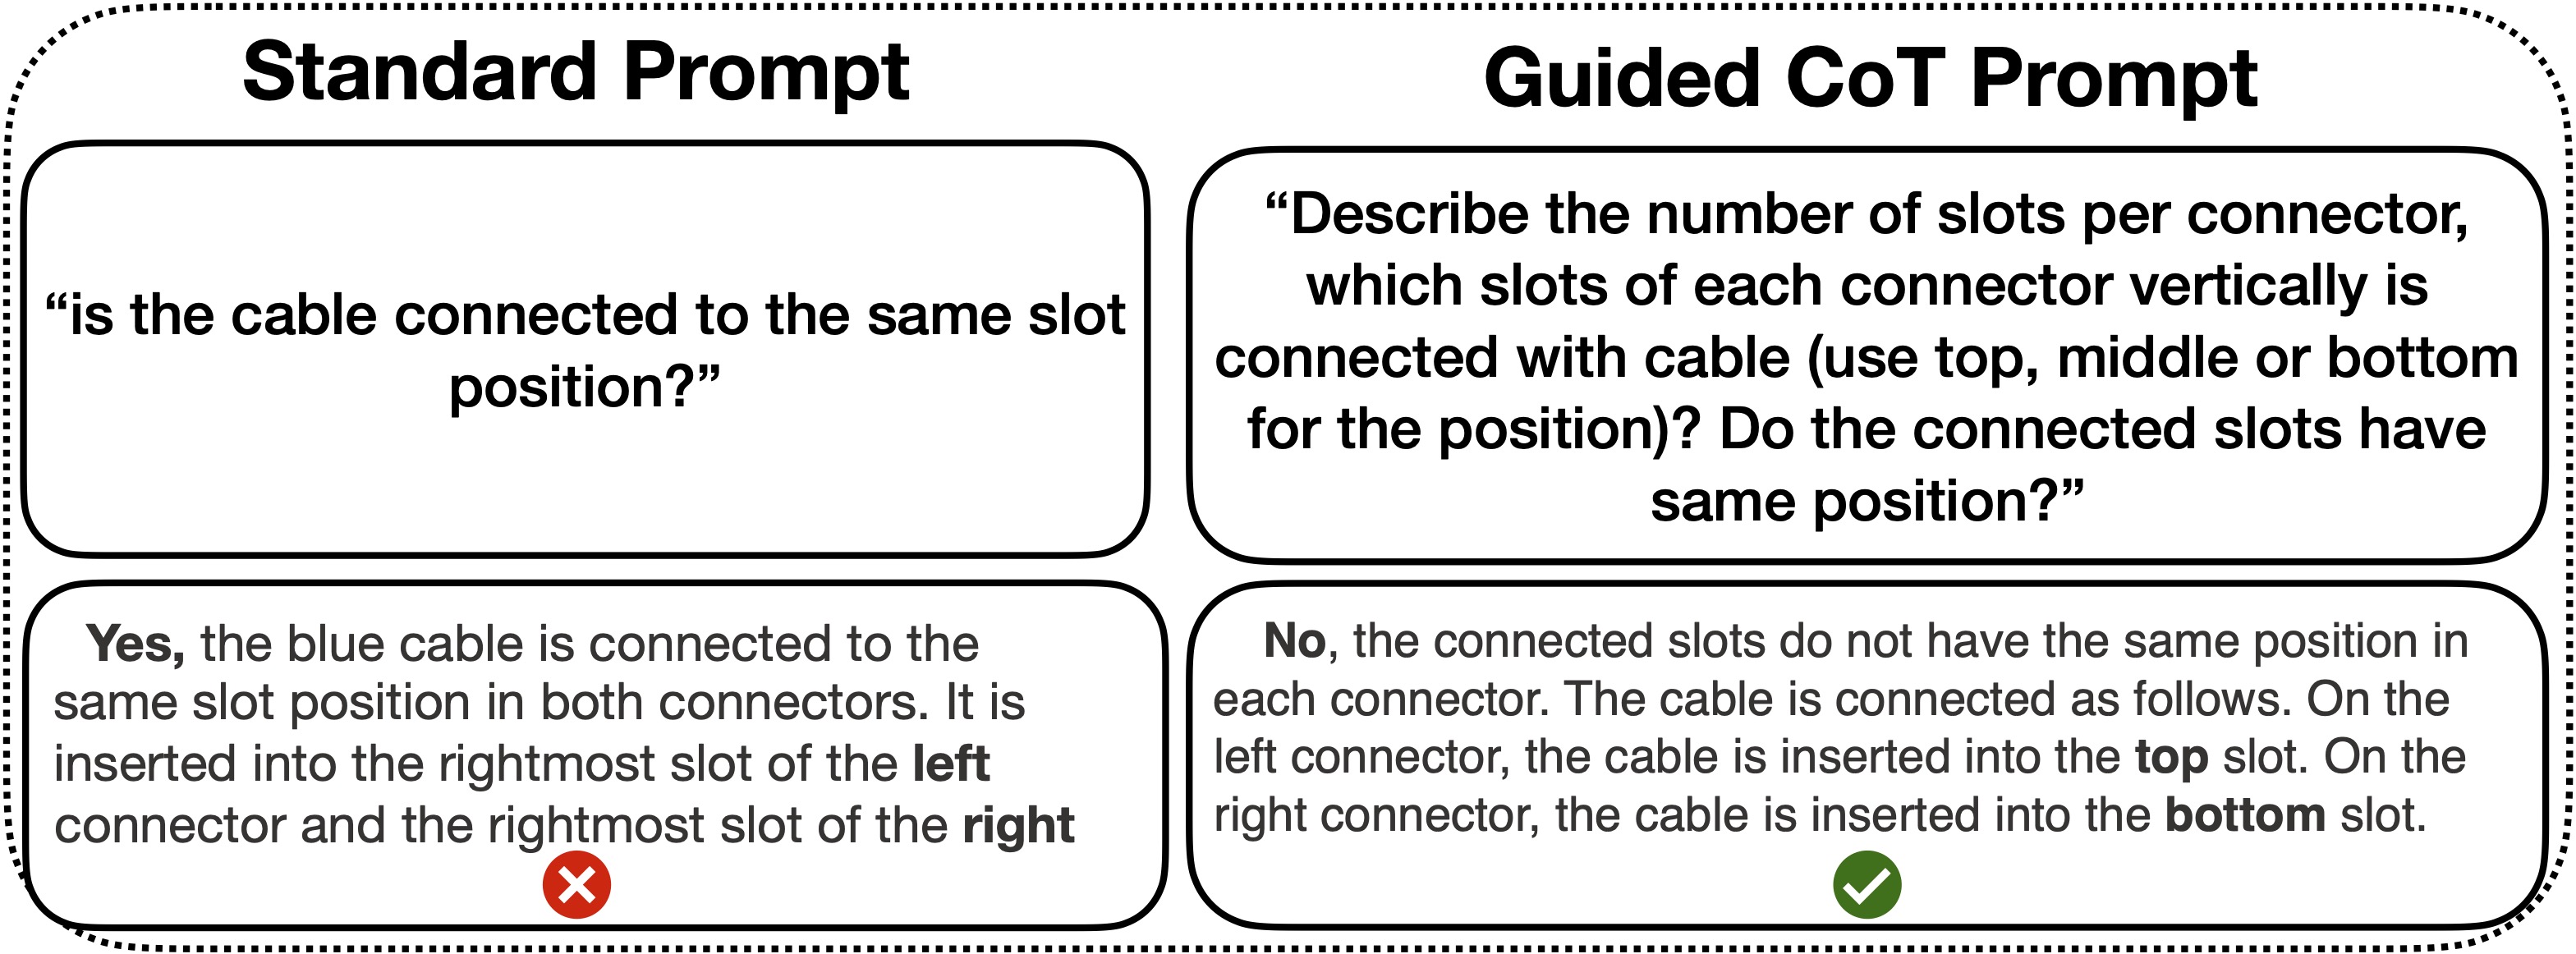 Standard Prompt
“is the cable connected to the same slot
position?”
Yes, the blue cable is connected to the
same slot position in both connectors. It is
inserted into the rightmost slot of the left
connector and the rightmost slot of the right
Guided CoT Prompt
“Describe the number of slots per connector,
which slots of each connector vertically is
connected with cable (use top, middle or bottom
for the position)? Do the connected slots have
same position?”
No, the connected slots do not have the same position in
each connector. The cable is connected as follows. On the
left connector, the cable is inserted into the top slot. On the
right connector, the cable is inserted into the bottom slot.